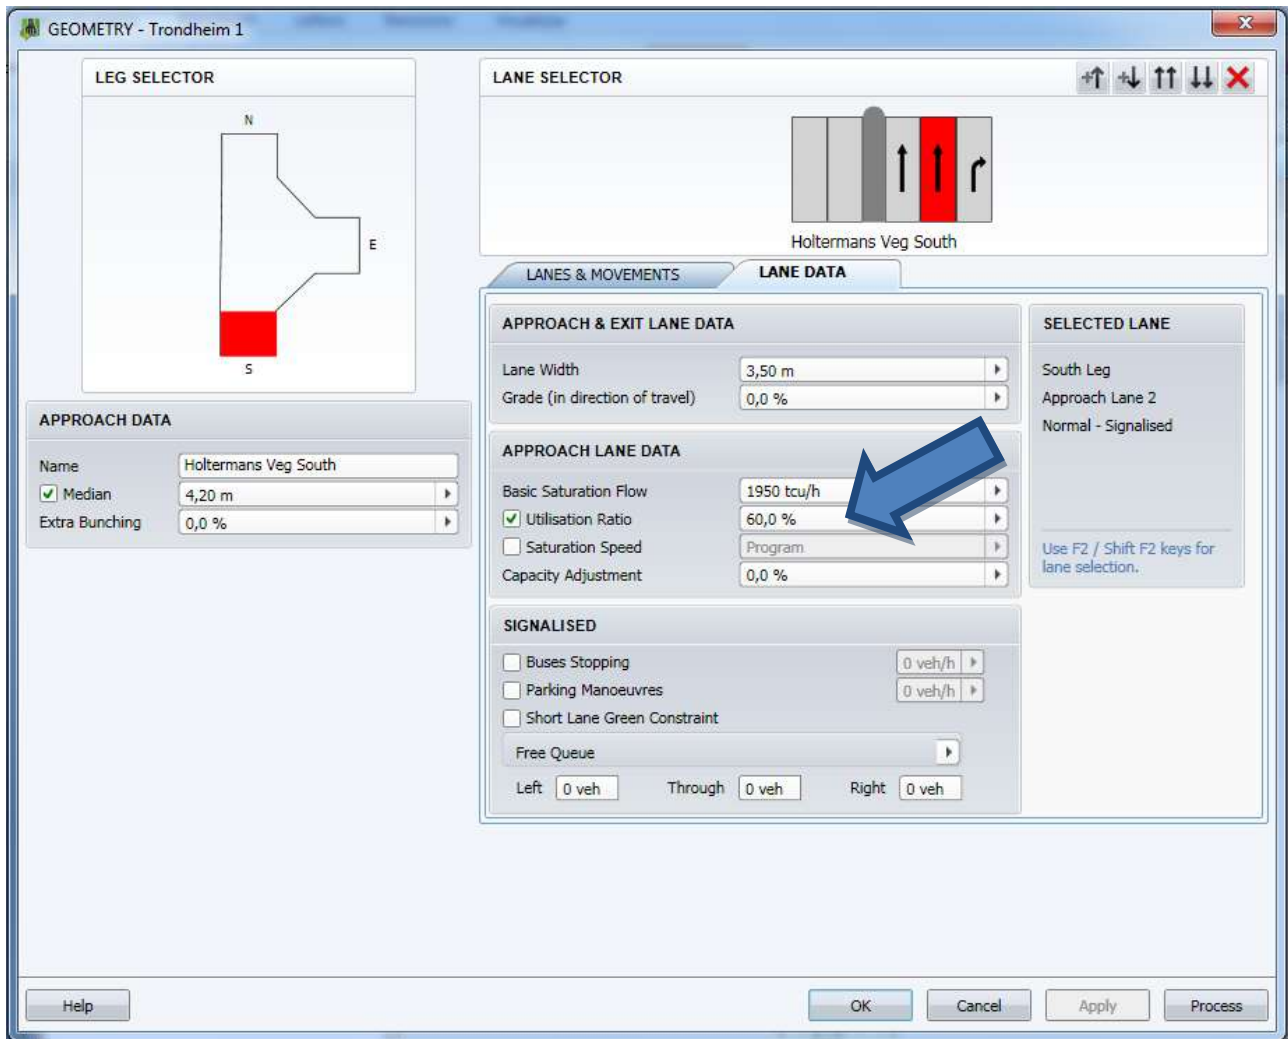 GEOMETRY - Trondheim 1
LEG SELECTOR
N
E
S
APPROACH DATA
Name Holtermans Veg South
Median 4,20 m
Extra Bunching 0,0 %
LANE SELECTOR
Holtermans Veg South
LANES & MOVEMENTS LANE DATA
APPROACH & EXIT LANE DATA
Lane Width 3,50 m
Grade (in direction of travel) 0,0 %
APPROACH LANE DATA
Basic Saturation Flow 1950 tcu/h
Utilisation Ratio 60,0 %
Saturation Speed Program
Capacity Adjustment 0,0 %
SIGNALISED
Buses Stopping 0 veh/h
Parking Manoeuvres 0 veh/h
Short Lane Green Constraint
Free Queue
Left 0 veh Through 0 veh Right 0 veh
SELECTED LANE
South Leg
Approach Lane 2
Normal - Signalised
Use F2 / Shift F2 keys for
lane selection.
Help OK Cancel Apply Process